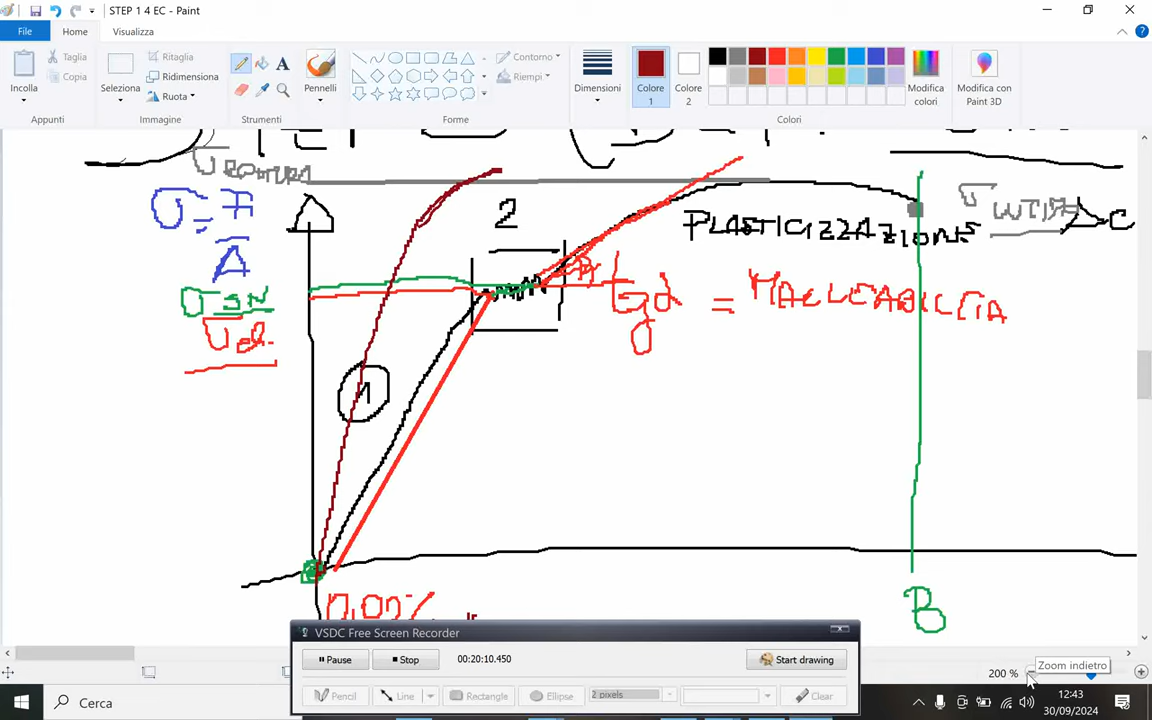 STEP 1 4 EC - Paint
File Home Visualizza
Incolla
Taglia
Copia
Appunti
Seleziona
Ritaglia
Ridimensiona
Ruota
Immagine
Strumenti
Pennelli
Forme
Contorno
Riempi
Dimensioni
Colore 1
Colore 2
Colori
Modifica colori
Modifica con Paint 3D
σ = F
A
2
PLASTICIZZAZIONE
σ SN
σ el.
tg α = MALLEABILITA
1
B
C
VSDC Free Screen Recorder
Pause Stop 00:20:10.450 Start drawing
Pencil Line Rectangle Ellipse 2 pixels Clear
200 %
Zoom indietro
Cerca
12:43
30/09/2024